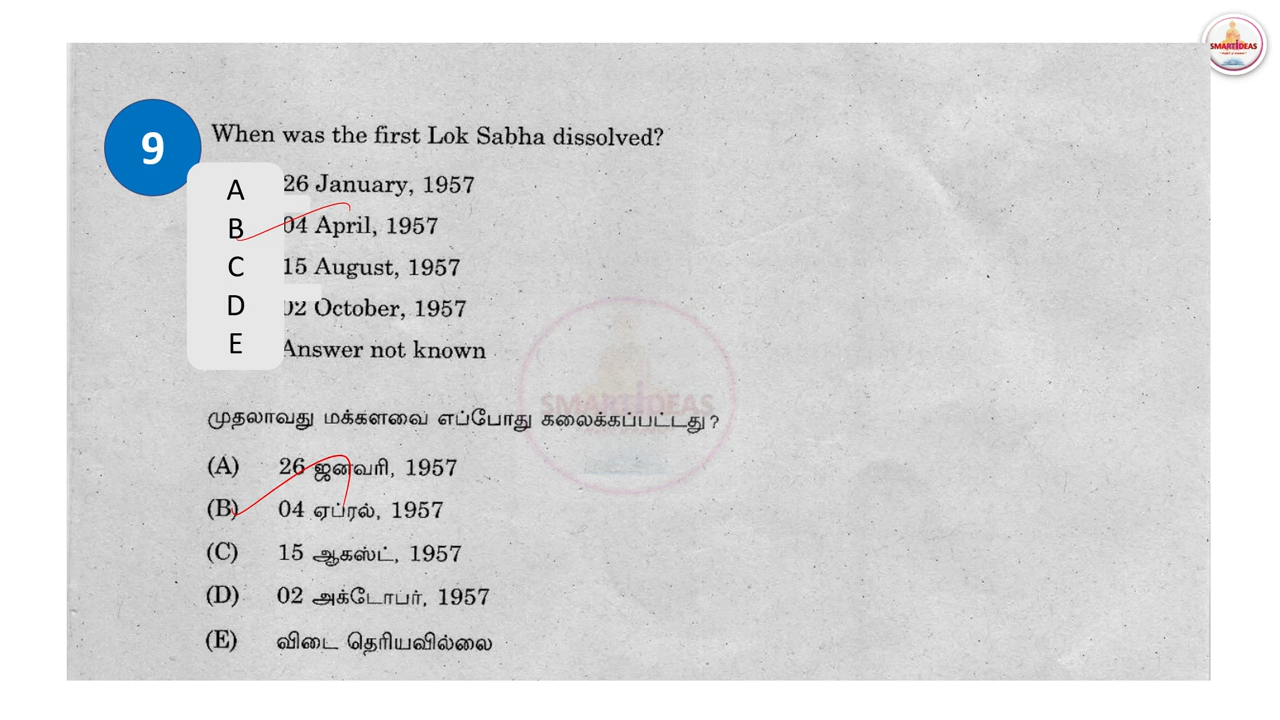 SMARTIDEAS
9
When was the first Lok Sabha dissolved?
A 26 January, 1957
B 04 April, 1957
C 15 August, 1957
D 02 October, 1957
E Answer not known
SMARTIDEAS
முதலாவது மக்களவை எப்போது கலைக்கப்பட்டது?
(A) 26 ஜனவரி, 1957
(B) 04 ஏப்ரல், 1957
(C) 15 ஆகஸ்ட், 1957
(D) 02 அக்டோபர், 1957
(E) விடை தெரியவில்லை